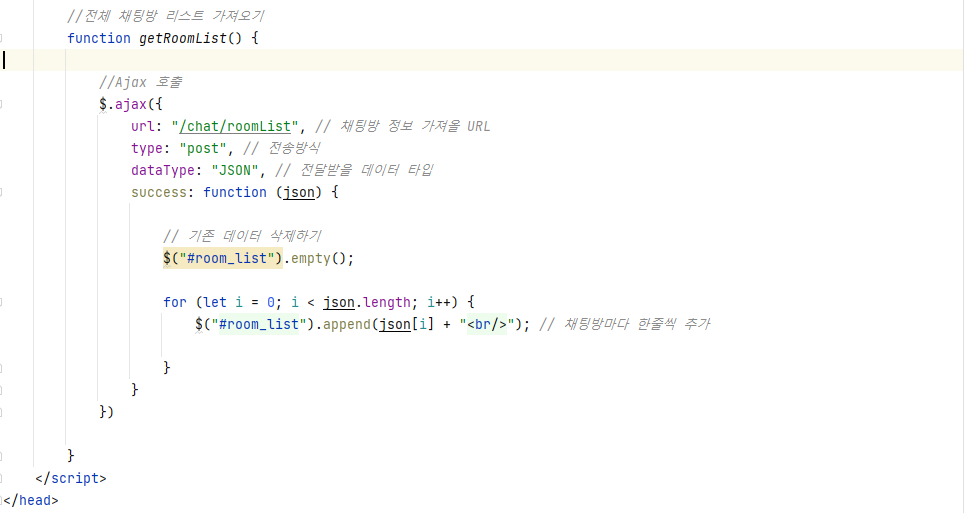 //전체 채팅방 리스트 가져오기
function getRoomList() {
//Ajax 호출
$.ajax({
url: "/chat/roomList", // 채팅방 정보 가져올 URL
type: "post", // 전송방식
dataType: "JSON", // 전달받을 데이터 타입
success: function (json) {
// 기존 데이터 삭제하기
$("#room_list").empty();
for (let i = 0; i < json.length; i++) {
$("#room_list").append(json[i] + "<br/>"); // 채팅방마다 한줄씩 추가
}
}
})
}
</script>
</head>